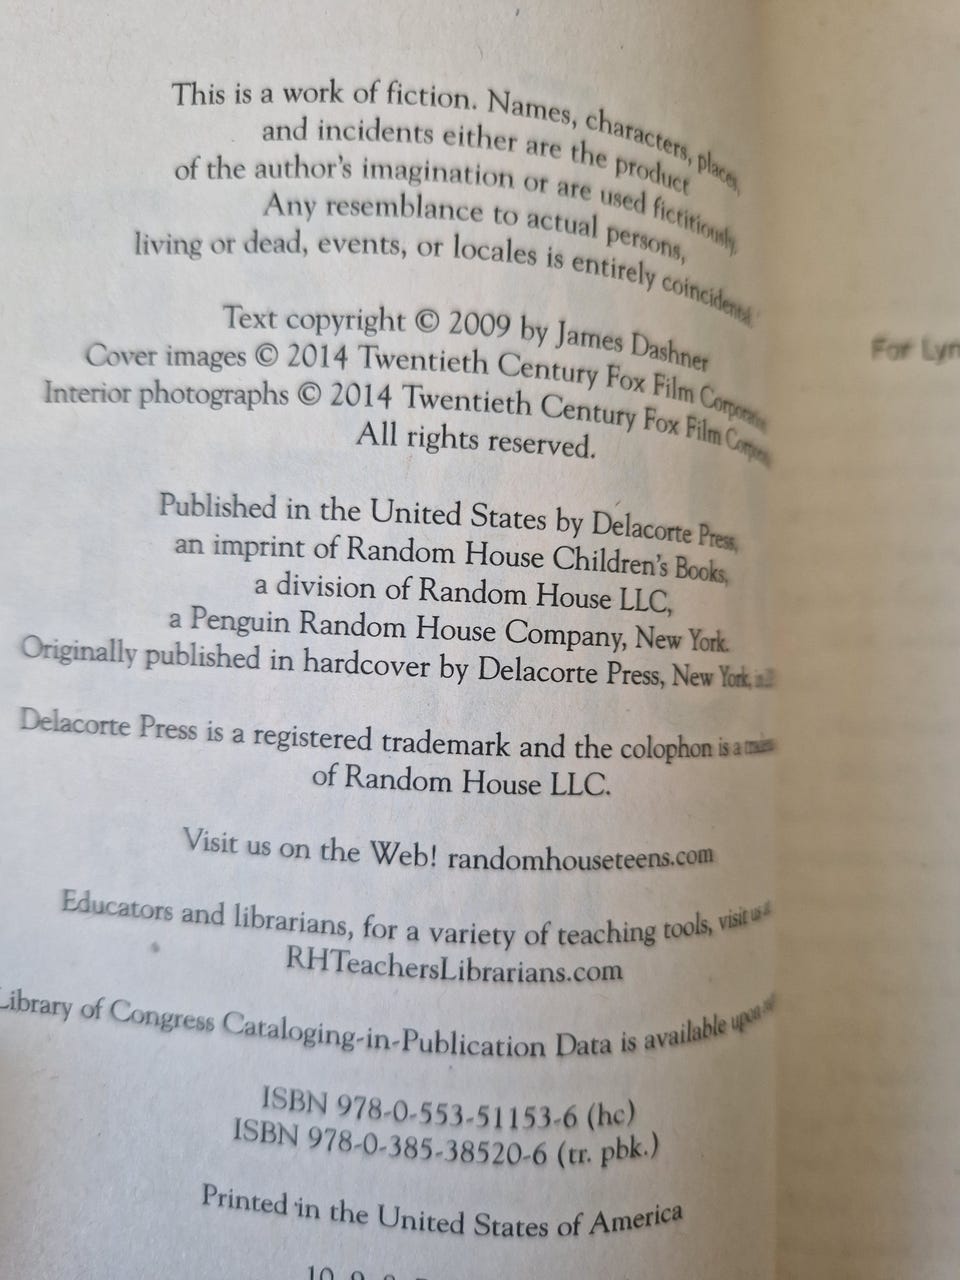 This is a work of fiction. Names, characters, places,
and incidents either are the product
of the author's imagination or are used fictitiously.
Any resemblance to actual persons,
living or dead, events, or locales is entirely coincidental.
Text copyright © 2009 by James Dashner
Cover images © 2014 Twentieth Century Fox Film Corporation
Interior photographs © 2014 Twentieth Century Fox Film
All rights reserved.
Published in the United States by Delacorte Press,
an imprint of Random House Children's Books,
a division of Random House LLC,
a Penguin Random House Company, New York.
Originally published in hardcover by Delacorte Press, New York,
Delacorte Press is a registered trademark and the colophon is a
of Random House LLC.
Visit us on the Web! randomhouseteens.com
Educators and librarians, for a variety of teaching tools, visit us
RHTeachersLibrarians.com
Library of Congress Cataloging-in-Publication Data is available upon
ISBN 978-0-553-51153-6 (hc)
ISBN 978-0-385-38520-6 (tr. pbk.)
Printed in the United States of America
10 9 8
For